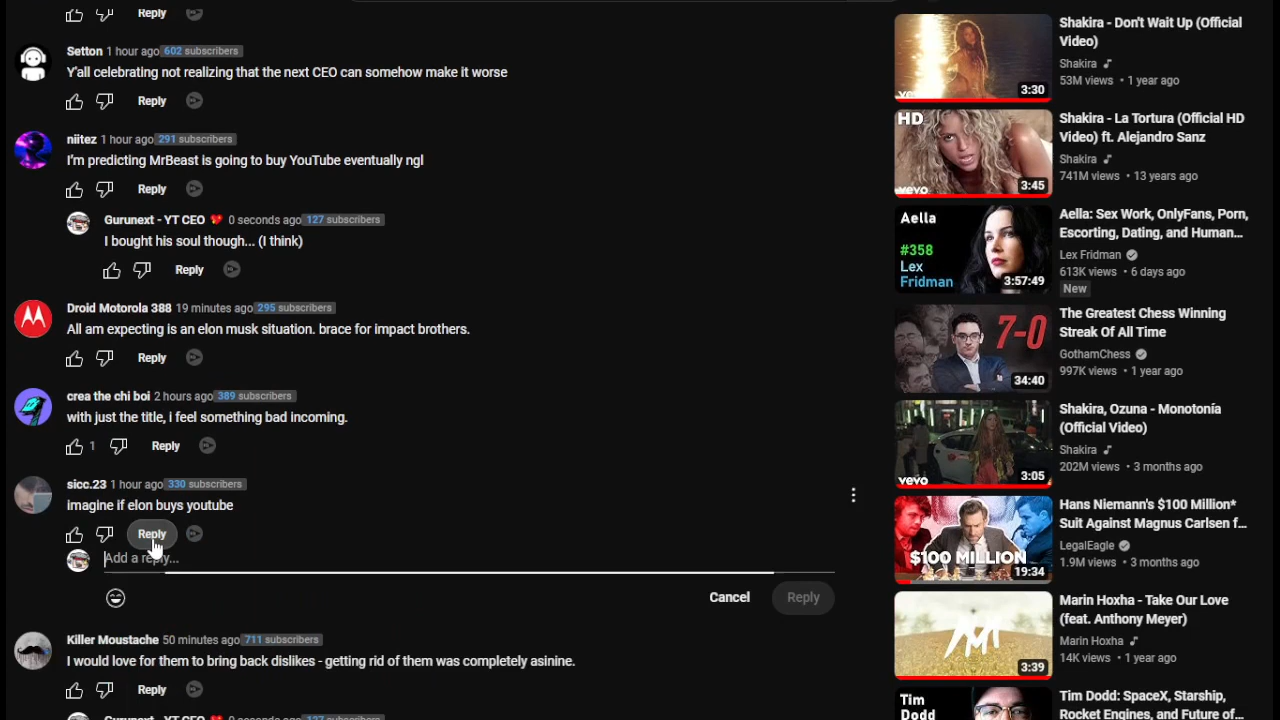 Reply
Setton 1 hour ago 602 subscribers
Y'all celebrating not realizing that the next CEO can somehow make it worse
Reply
niitez 1 hour ago 291 subscribers
I'm predicting MrBeast is going to buy YouTube eventually ngl
Reply
Gurunext - YT CEO 0 seconds ago 127 subscribers
I bought his soul though... (I think)
Reply
Droid Motorola 388 19 minutes ago 295 subscribers
All am expecting is an elon musk situation. brace for impact brothers.
Reply
crea the chi boi 2 hours ago 389 subscribers
with just the title, i feel something bad incoming.
1 Reply
sicc.23 1 hour ago 330 subscribers
imagine if elon buys youtube
Reply
Add a reply...
Cancel Reply
Killer Moustache 50 minutes ago 711 subscribers
I would love for them to bring back dislikes - getting rid of them was completely asinine.
Reply
Gurunext - YT CEO 0 seconds ago 127 subscribers
vevo
3:30
Shakira - Don't Wait Up (Official
Video)
Shakira
53M views • 1 year ago
HD
vevo
3:45
Shakira - La Tortura (Official HD
Video) ft. Alejandro Sanz
Shakira
741M views • 13 years ago
Aella
#358
Lex
Fridman
3:57:49
Aella: Sex Work, OnlyFans, Porn,
Escorting, Dating, and Human...
Lex Fridman
613K views • 6 days ago
New
7-0
34:40
The Greatest Chess Winning
Streak Of All Time
GothamChess
997K views • 1 year ago
vevo
3:05
Shakira, Ozuna - Monotonía
(Official Video)
Shakira
202M views • 3 months ago
$100 MILLION
19:34
Hans Niemann's $100 Million*
Suit Against Magnus Carlsen f...
LegalEagle
1.9M views • 3 months ago
3:39
Marin Hoxha - Take Our Love
(feat. Anthony Meyer)
Marin Hoxha
14K views • 1 year ago
Tim
Dodd
Tim Dodd: SpaceX, Starship,
Rocket Engines, and Future of...